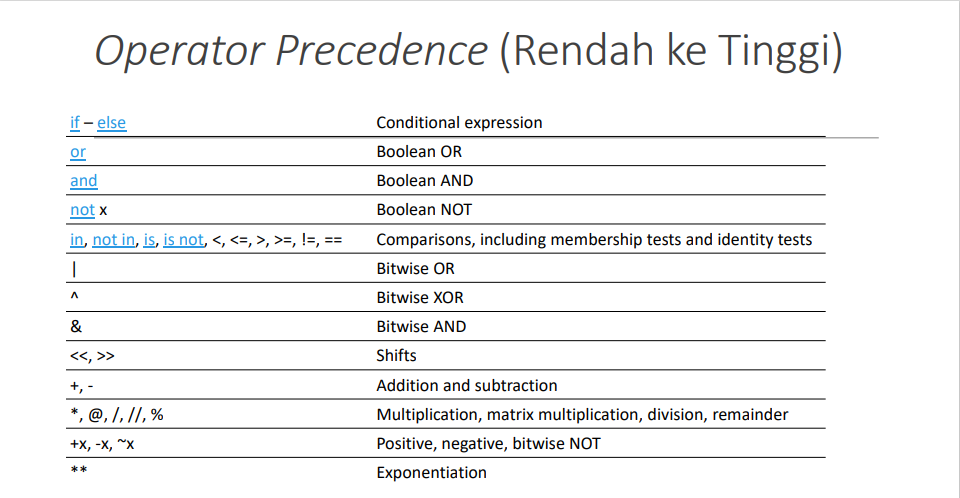 Operator Precedence (Rendah ke Tinggi)
if – else Conditional expression
or Boolean OR
and Boolean AND
not x Boolean NOT
in, not in, is, is not, <, <=, >, >=, !=, == Comparisons, including membership tests and identity tests
| Bitwise OR
^ Bitwise XOR
& Bitwise AND
<<, >> Shifts
+, - Addition and subtraction
*, @, /, //, % Multiplication, matrix multiplication, division, remainder
+x, -x, ~x Positive, negative, bitwise NOT
** Exponentiation